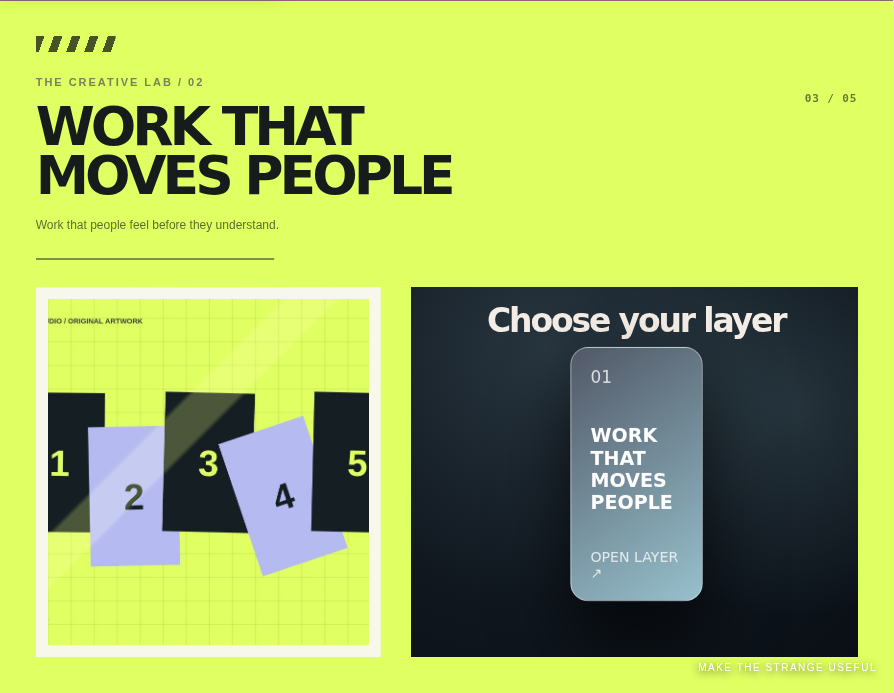 THE CREATIVE LAB / 02
03 / 05
WORK THAT
MOVES PEOPLE
Work that people feel before they understand.
/ ORIGINAL ARTWORK
1
2
3
4
5
Choose your layer
01
WORK
THAT
MOVES
PEOPLE
OPEN LAYER
↗
MAKE THE STRANGE USEFUL